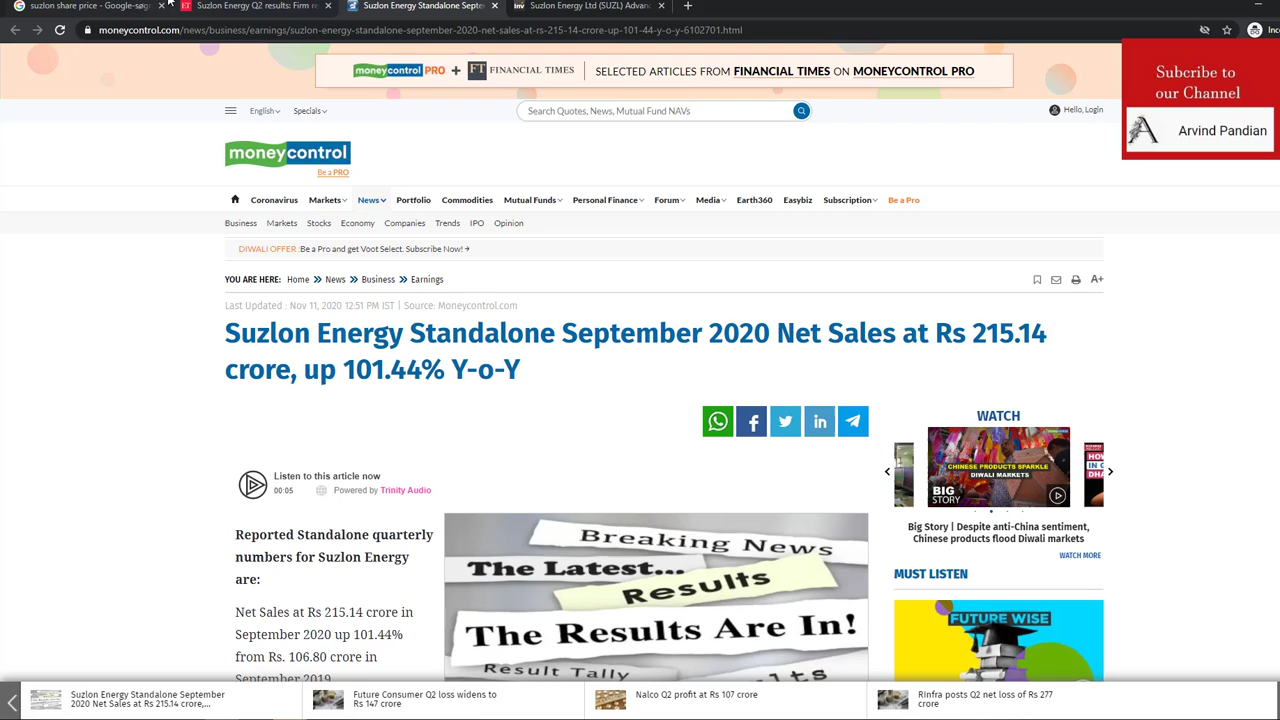 suzlon share price - Google-søgn
Suzlon Energy Q2 results: Firm re
Suzlon Energy Standalone Septe
Suzlon Energy Ltd (SUZL) Advanc
moneycontrol.com/news/business/earnings/suzlon-energy-standalone-september-2020-net-sales-at-rs-215-14-crore-up-101-44-y-o-y-6102701.html
Inc
moneycontrol PRO + FT FINANCIAL TIMES SELECTED ARTICLES FROM FINANCIAL TIMES ON MONEYCONTROL PRO
Subcribe to
our Channel
A Arvind Pandian
English Specials Search Quotes, News, Mutual Fund NAVs Hello, Login
moneycontrol
Be a PRO
Coronavirus Markets News Portfolio Commodities Mutual Funds Personal Finance Forum Media Earth360 Easybiz Subscription Be a Pro
Business Markets Stocks Economy Companies Trends IPO Opinion
DIWALI OFFER :Be a Pro and get Voot Select. Subscribe Now!
YOU ARE HERE: Home News Business Earnings A+
Last Updated : Nov 11, 2020 12:51 PM IST | Source: Moneycontrol.com
Suzlon Energy Standalone September 2020 Net Sales at Rs 215.14
crore, up 101.44% Y-o-Y
Listen to this article now
00:05 Powered by Trinity Audio
Reported Standalone quarterly
numbers for Suzlon Energy
are:
Net Sales at Rs 215.14 crore in
September 2020 up 101.44%
from Rs. 106.80 crore in
September 2019
Breaking News
The Latest...
Results
The Results Are In!
Result Tally
WATCH
CHINESE PRODUCTS SPARKLE
DIWALI MARKETS
BIG
STORY
Big Story | Despite anti-China sentiment,
Chinese products flood Diwali markets
WATCH MORE
MUST LISTEN
FUTURE WISE
Suzlon Energy Standalone September
2020 Net Sales at Rs 215.14 crore,...
Future Consumer Q2 loss widens to
Rs 147 crore
Nalco Q2 profit at Rs 107 crore
RInfra posts Q2 net loss of Rs 277
crore